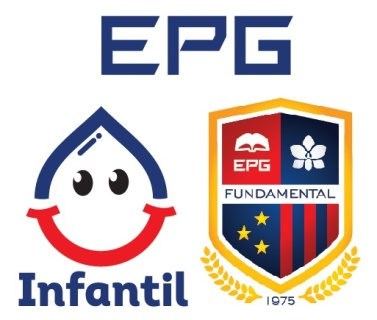 EPG
EPG
FUNDAMENTAL
1975
Infantil